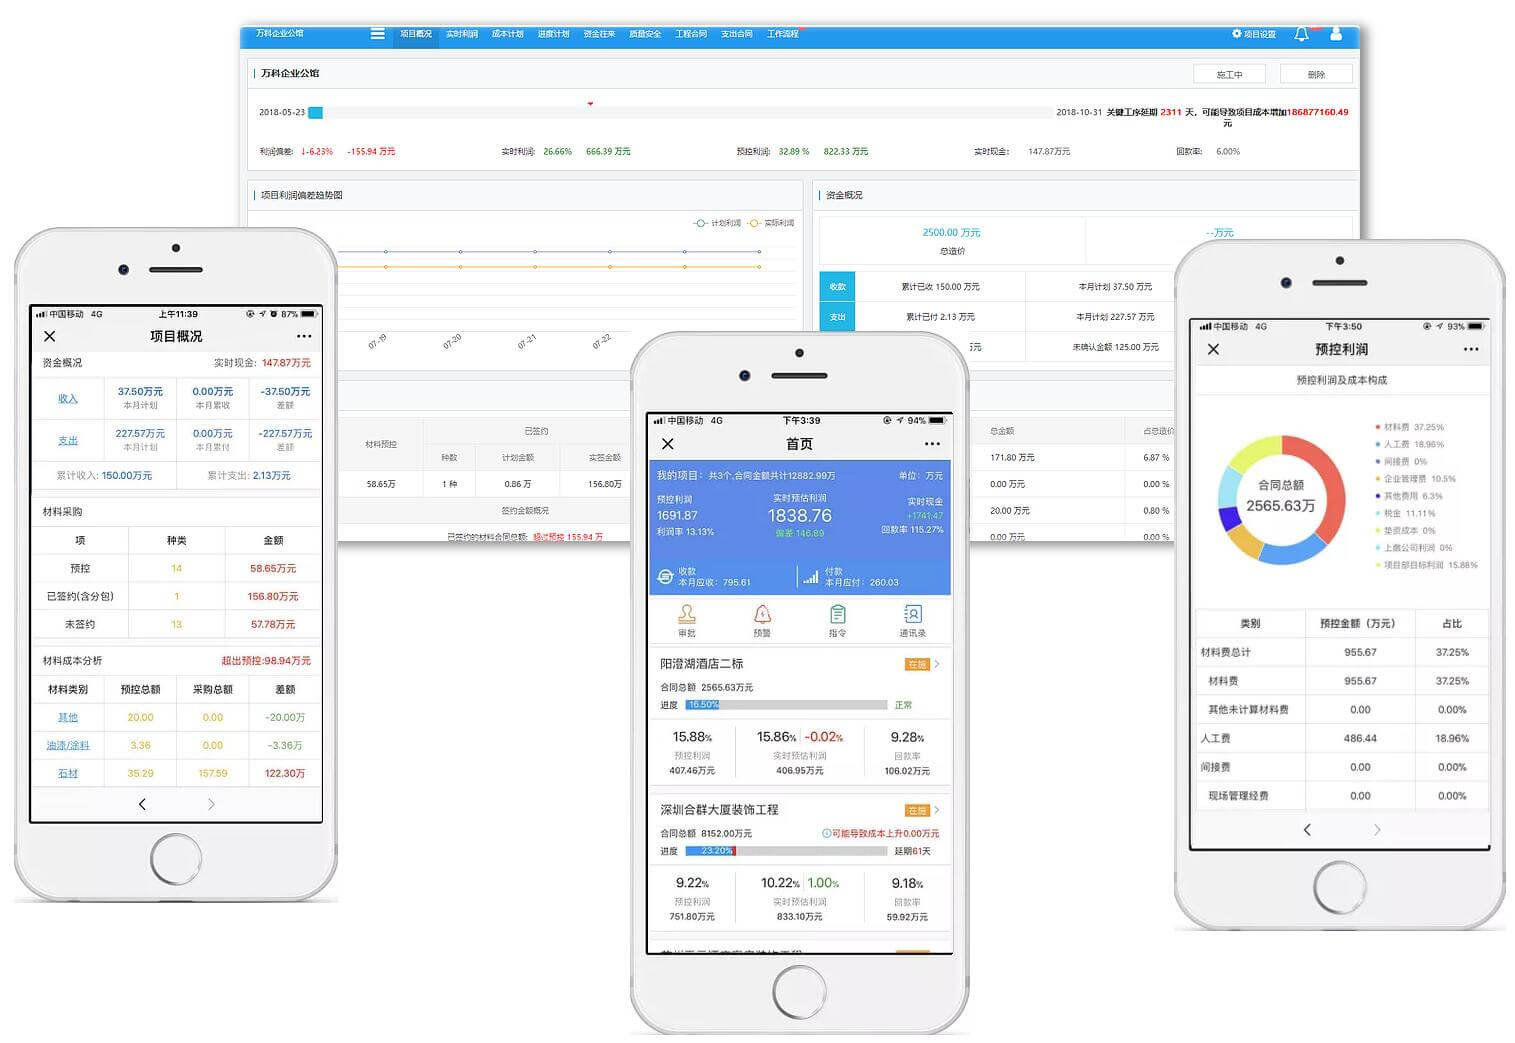 万科企业公馆
项目概况 实时利润 成本计划 进度计划 资金往来 质量安全 工程合同 支出合同 工作流程
项目设置
万科企业公馆
施工中 删除
2018-05-23
2018-10-31 关键工序延期 2311 天，可能导致项目成本增加186877160.49
元
利润偏差: ↓-6.23% -155.94 万元 实时利润: 26.66% 666.39 万元 预控利润: 32.89 % 822.33 万元 实时现金: 147.87万元 回款率: 6.00%
项目利润偏差趋势图
计划利润 实际利润
07-19 07-20 07-21 07-22
资金概况
2500.00 万元 --万元
总造价
收款 累计已收 150.00 万元 本月计划 37.50 万元
支出 累计已付 2.13 万元 本月计划 227.57 万元
万元 未确认金额 125.00 万元
材料预控 已签约
种数 计划金额 实签金额
58.65万 1 种 0.86 万 156.80万
签约金额概况
已签约的材料合同总额: 超过预控 155.94 万
总金额 占总造价
171.80 万元 6.87 %
0.00 万元 0.00 %
20.00 万元 0.80 %
0.00 万元 0.00 %
中国移动 4G 上午11:39 87%
项目概况
资金概况 实时现金: 147.87万元
收入 37.50万元 0.00万元 -37.50万元
本月计划 本月累收 差额
支出 227.57万元 0.00万元 -227.57万元
本月计划 本月累付 差额
累计收入: 150.00万元 累计支出: 2.13万元
材料采购
项 种类 金额
预控 14 58.65万元
已签约(含分包) 1 156.80万元
未签约 13 57.78万元
材料成本分析 超出预控:98.94万元
材料类别 预控总额 采购总额 差额
其他 20.00 0.00 -20.00万
油漆/涂料 3.36 0.00 -3.36万
石材 35.29 157.59 122.30万
中国移动 4G 下午3:39 94%
首页
我的项目：共3个,合同金额共计12882.99万 单位：万元
预控利润 实时预估利润 实时现金
1691.87 1838.76 +1741.47
利润率 13.13% 偏差 146.89 回款率 115.27%
收款 付款
本月应收：795.61 本月应付：260.03
审批 预警 指令 通讯录
阳澄湖酒店二标 在施
合同总额 2565.63万元
进度 16.50% 正常
15.88% 15.86% -0.02% 9.28%
预控利润 实时预估利润 回款率
407.46万元 406.95万元 106.02万元
深圳合群大厦装饰工程 在施
合同总额 8152.00万元 可能导致成本上升0.00万元
进度 23.20% 延期61天
9.22% 10.22% 1.00% 9.18%
预控利润 实时预估利润 回款率
751.80万元 833.10万元 59.92万元
中国移动 4G 下午3:50 93%
预控利润
预控利润及成本构成
合同总额
2565.63万
材料费 37.25%
人工费 18.96%
间接费 0%
企业管理费 10.5%
其他费用 6.3%
税金 11.11%
垫资成本 0%
上缴公司利润 0%
项目部目标利润 15.88%
类别 预控金额（万元） 占比
材料费总计 955.67 37.25%
材料费 955.67 37.25%
其他未计算材料费 0.00 0.00%
人工费 486.44 18.96%
间接费 0.00 0.00%
现场管理经费 0.00 0.00%